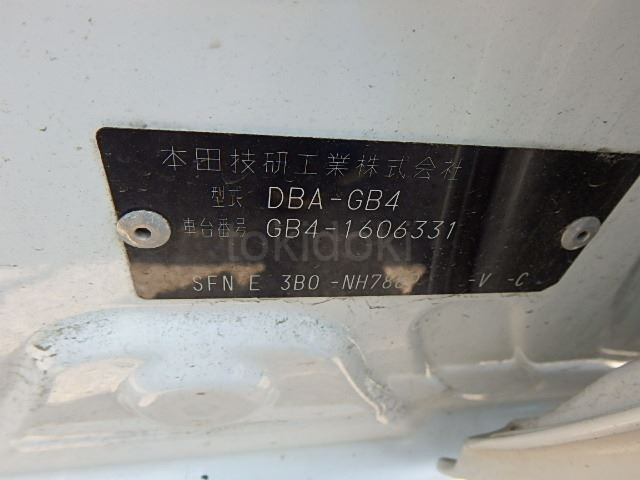 本田技研工業株式会社
型式 DBA-GB4
車台番号 GB4-1606331
tokidoki
SFN E 3B0 -V -C